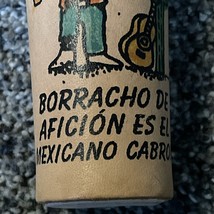 BORRACHO DE
AFICIÓN ES EL
MEXICANO CABRO